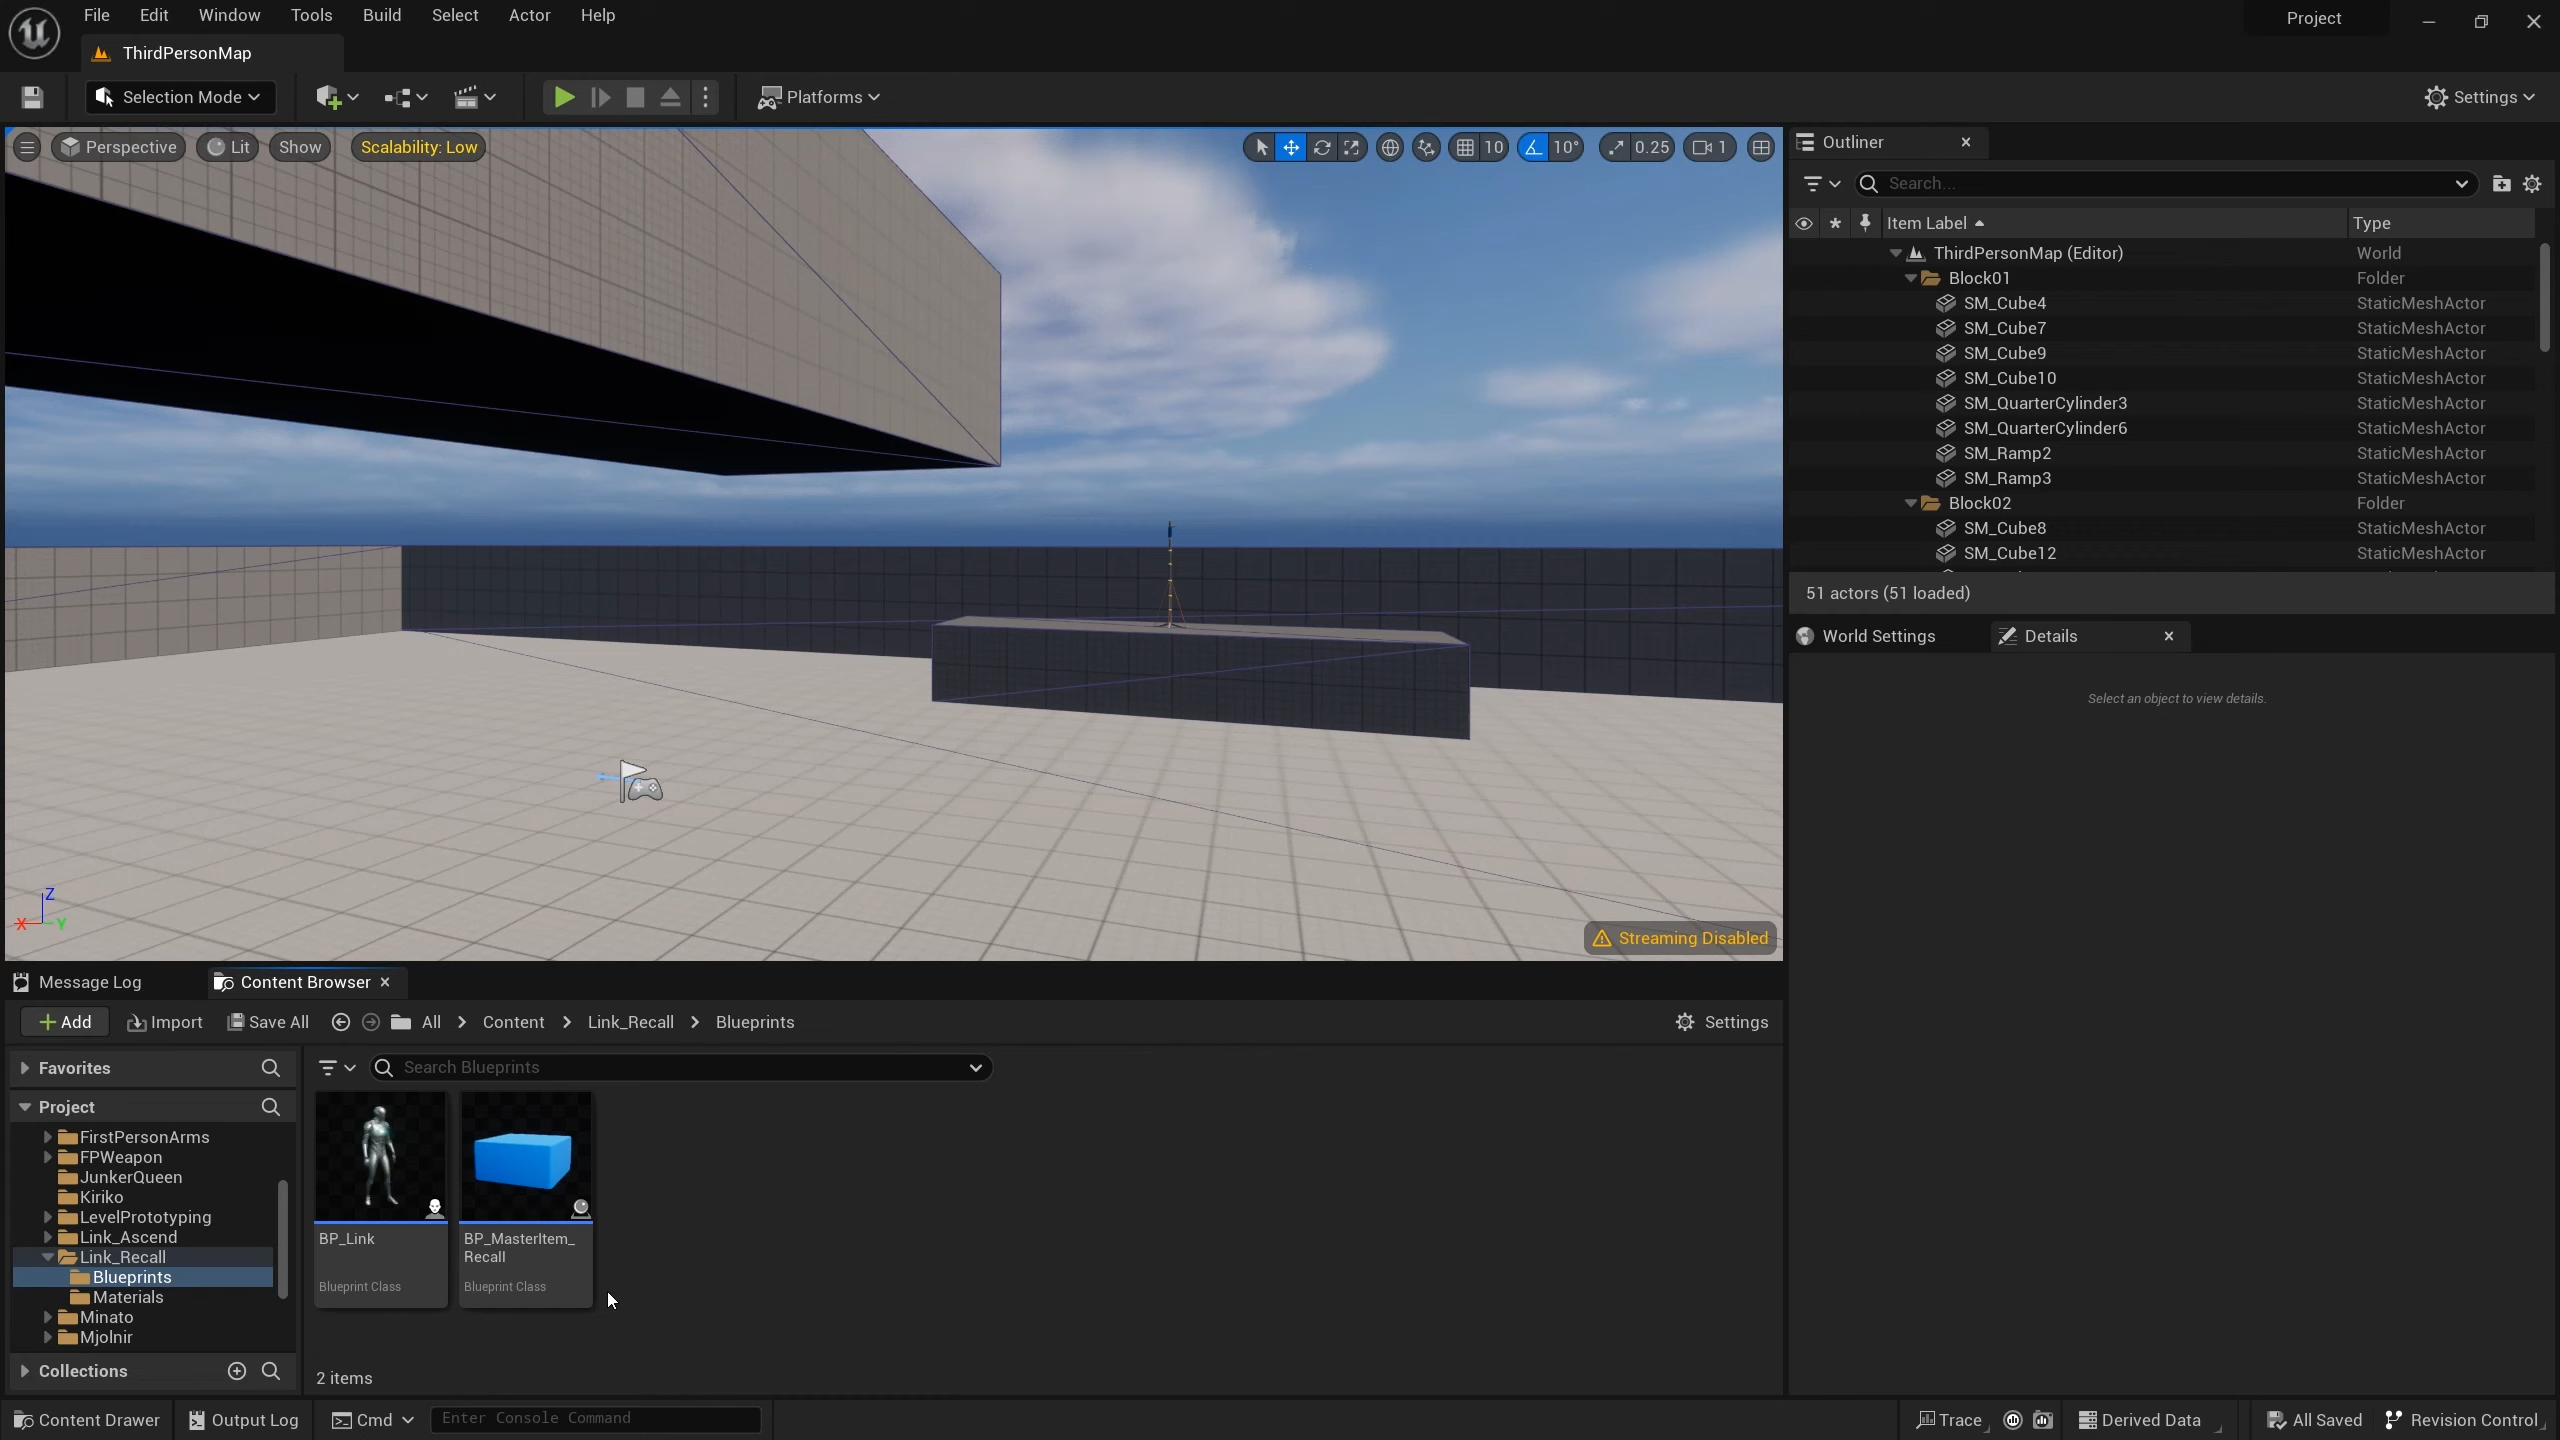 File Edit Window Tools Build Select Actor Help
Project
ThirdPersonMap
Selection Mode
Platforms
Settings
Perspective Lit Show Scalability: Low
10 10° 0.25 1
Z
X Y
Streaming Disabled
Outliner
Search...
Item Label Type
ThirdPersonMap (Editor) World
Block01 Folder
SM_Cube4 StaticMeshActor
SM_Cube7 StaticMeshActor
SM_Cube9 StaticMeshActor
SM_Cube10 StaticMeshActor
SM_QuarterCylinder3 StaticMeshActor
SM_QuarterCylinder6 StaticMeshActor
SM_Ramp2 StaticMeshActor
SM_Ramp3 StaticMeshActor
Block02 Folder
SM_Cube8 StaticMeshActor
SM_Cube12 StaticMeshActor
51 actors (51 loaded)
World Settings Details
Select an object to view details.
Message Log Content Browser
Add Import Save All All Content Link_Recall Blueprints Settings
Favorites
Search Blueprints
Project
FirstPersonArms
FPWeapon
JunkerQueen
Kiriko
LevelPrototyping
Link_Ascend
Link_Recall
Blueprints
Materials
Minato
Mjolnir
Collections
BP_Link
Blueprint Class
BP_MasterItem_
Recall
Blueprint Class
2 items
Content Drawer Output Log Cmd Enter Console Command Trace Derived Data All Saved Revision Control